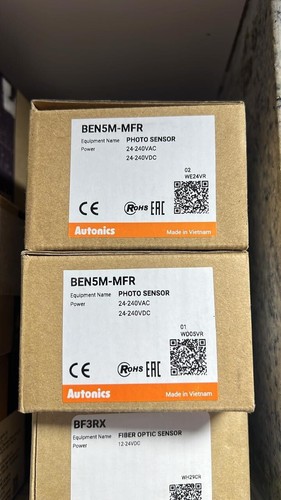 BEN5M-MFR
Equipment Name PHOTO SENSOR
Power 24-240VAC
24-240VDC
02
WE24VR
CE RoHS EAC
Autonics Made in Vietnam
BEN5M-MFR
Equipment Name PHOTO SENSOR
Power 24-240VAC
24-240VDC
01
WD05VR
CE RoHS EAC
Autonics Made in Vietnam
BF3RX
Equipment Name FIBER OPTIC SENSOR
Power 12-24VDC
WH29CR